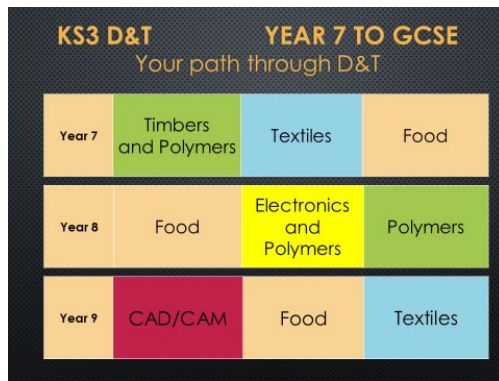 KS3 D&T YEAR 7 TO GCSE
Your path through D&T
Year 7
Timbers
and Polymers
Textiles
Food
Year 8
Food
Electronics
and
Polymers
Polymers
Year 9
CAD/CAM
Food
Textiles